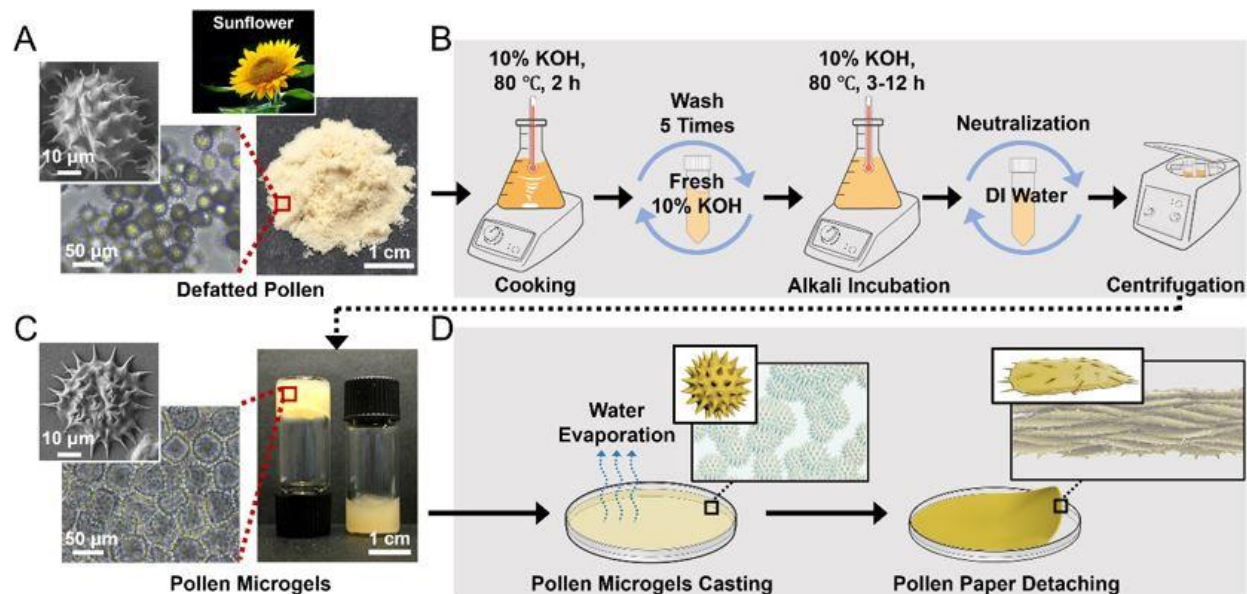 A
Sunflower
10 μm
50 μm
1 cm
Defatted Pollen
B
10% KOH,
80 ℃, 2 h
Cooking
Wash
5 Times
Fresh
10% KOH
10% KOH,
80 ℃, 3-12 h
Alkali Incubation
Neutralization
DI Water
Centrifugation
C
10 μm
50 μm
1 cm
Pollen Microgels
D
Water
Evaporation
Pollen Microgels Casting
Pollen Paper Detaching